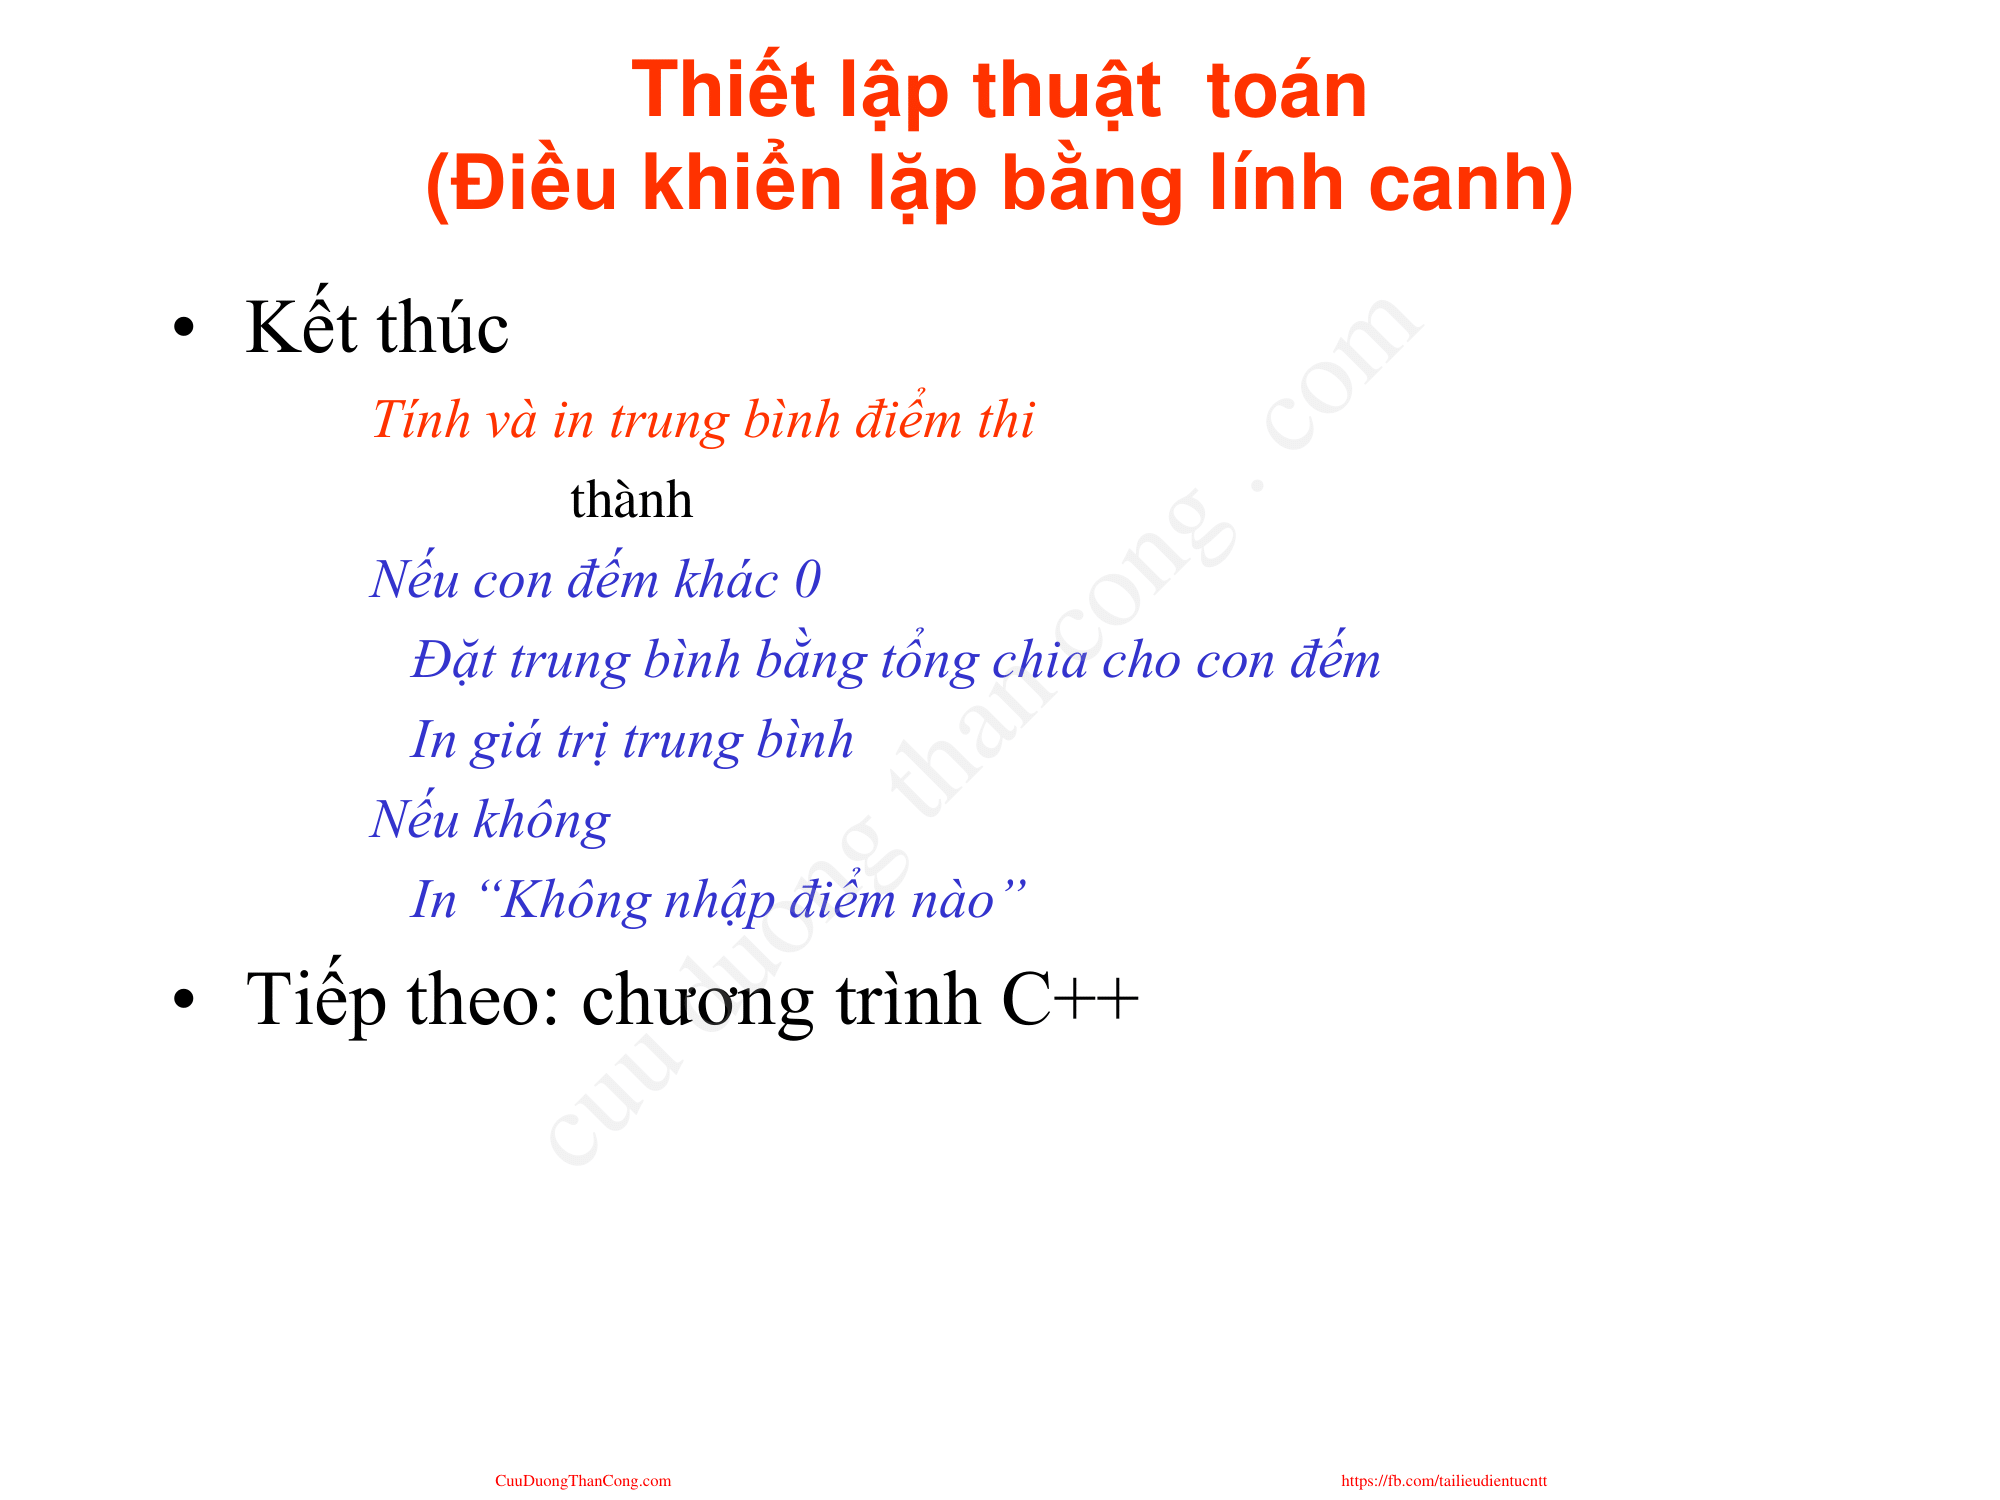 Thiết lập thuật toán
(Điều khiển lặp bằng lính canh)
• Kết thúc
Tính và in trung bình điểm thi
thành
Nếu con đếm khác 0
Đặt trung bình bằng tổng chia cho con đếm
In giá trị trung bình
Nếu không
In “Không nhập điểm nào”
• Tiếp theo: chương trình C++
cuu duong than cong . com
CuuDuongThanCong.com
https://fb.com/tailieudientucntt